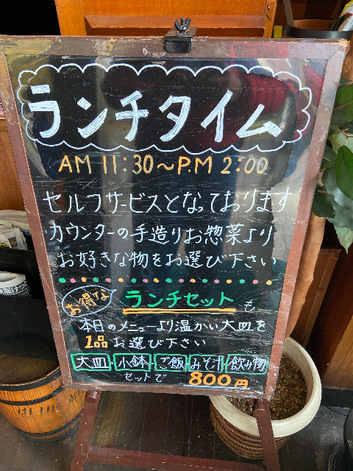 ランチタイム
AM 11:30～P.M 2:00
セルフサービスとなっております
カウンターの手造りお惣菜より
お好きな物をお選び下さい
お得な ランチセット も
本日のメニューより温かい大皿を
1品お選び下さい
大皿 小鉢 ご飯 みそ汁 飲み物
セットで 800円